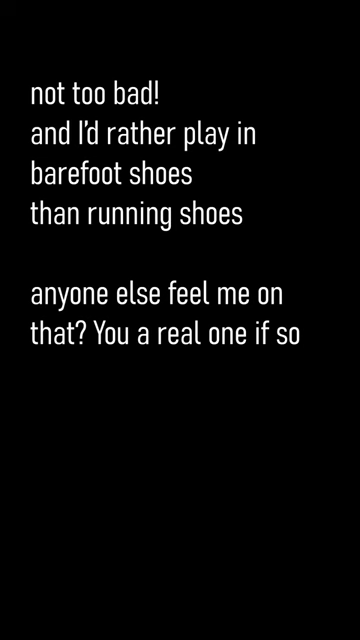 not too bad!
and I'd rather play in
barefoot shoes
than running shoes
anyone else feel me on
that? You a real one if so